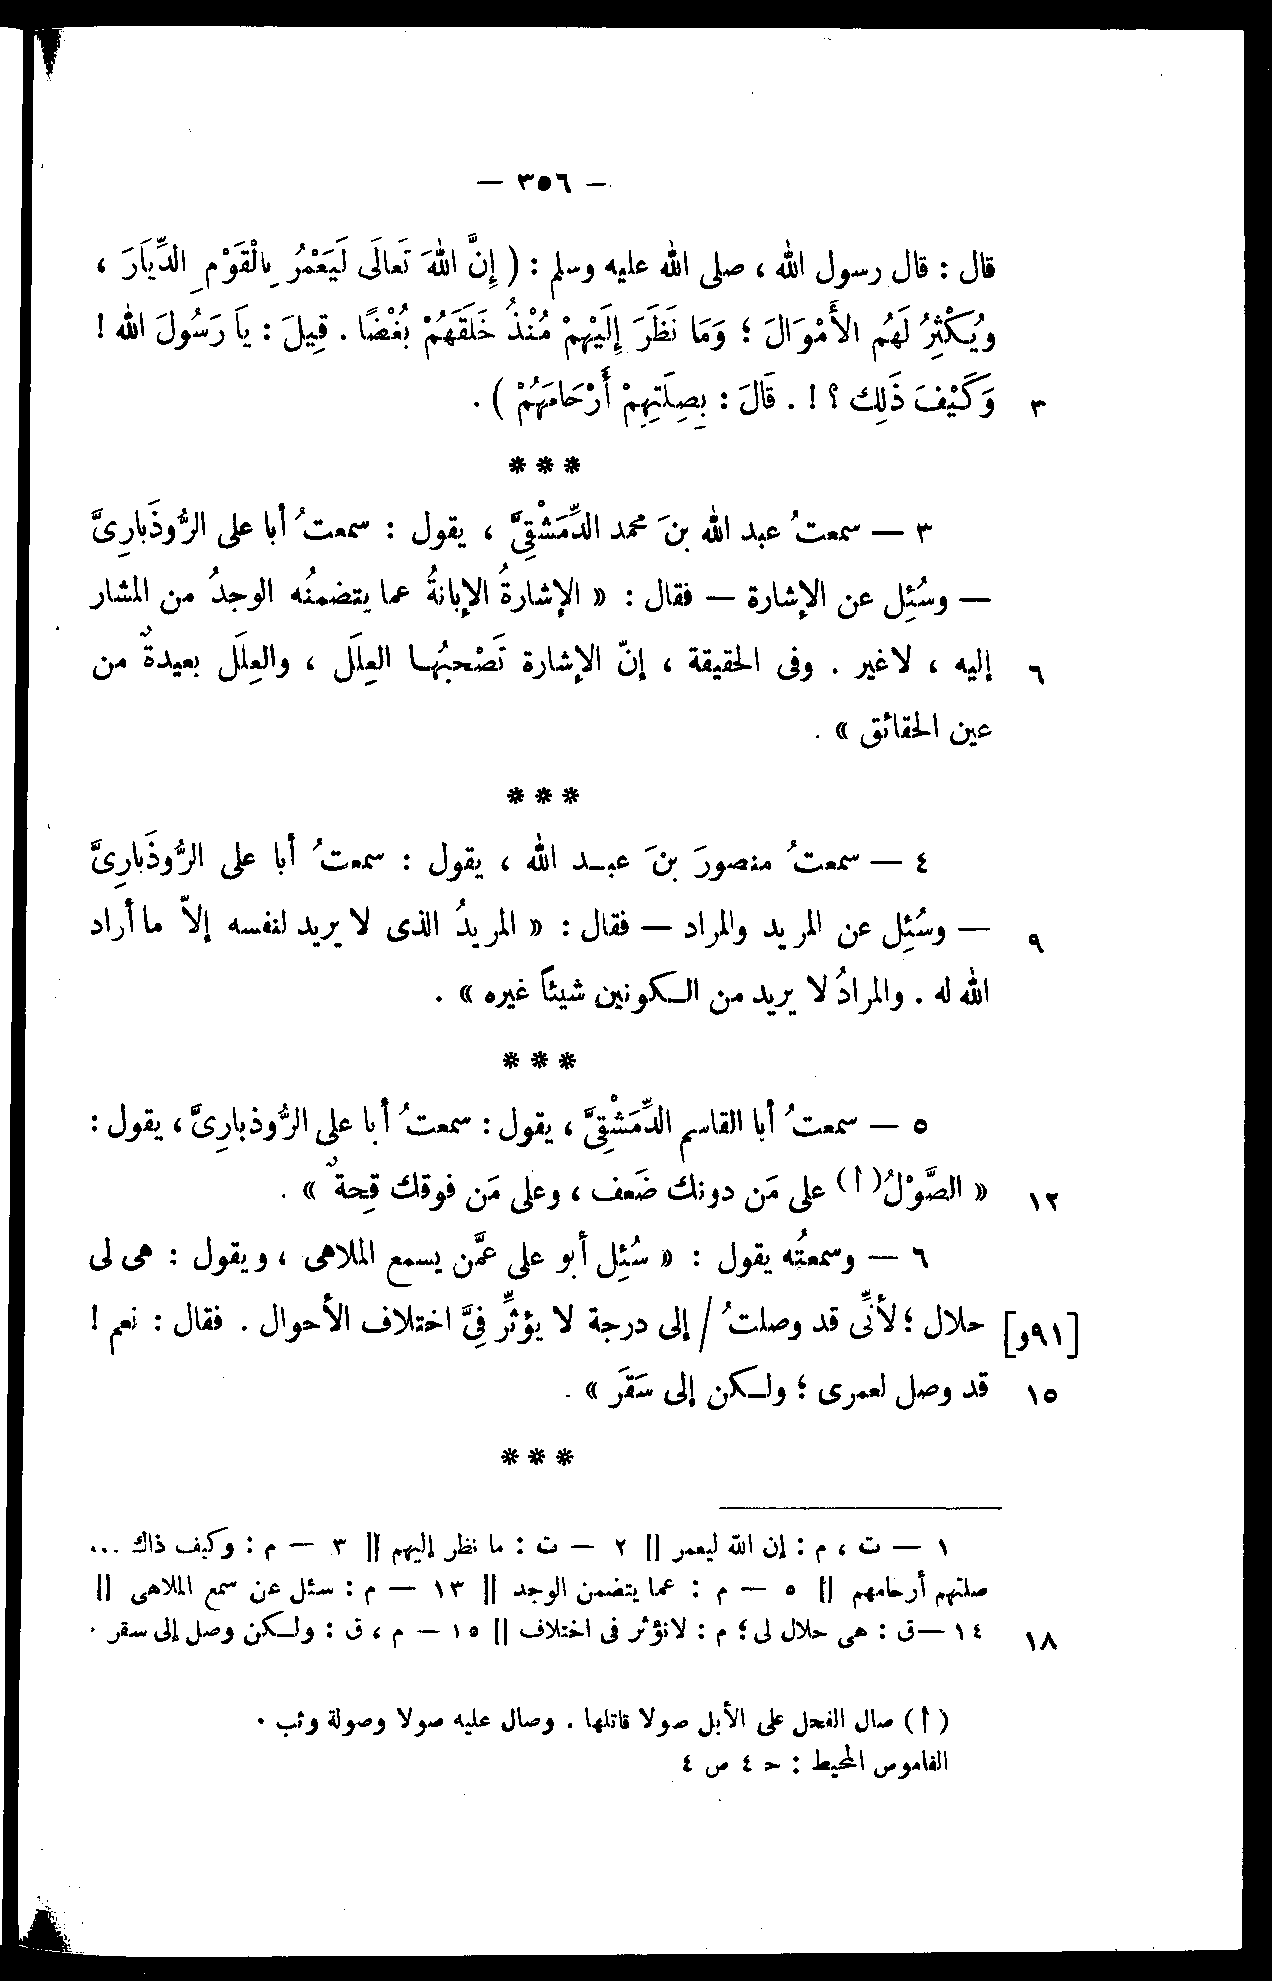 — ٣٥٦ —
قال : قال رسول الله ، صلى الله عليه وسلم : ( إِنَّ اللهَ تَعالَى لَيَعْمُرُ بِالْقَوْمِ الدِّيَارَ ،
ويُكْثِرُ لَهُم الأَمْوَالَ ؛ وَمَا نَظَرَ إِلَيْهِمْ مُنْذُ خَلَقَهُمْ بُغْضًا . قِيلَ : يَا رَسُولَ الله !
٣ وَكَيْفَ ذَلِك ؟ ! . قَالَ : بِصِلَتِهِمْ أَرْحَامَهُمْ ) .
***
٣ — سمعتُ عبد الله بنَ محمد الدِّمَشْقِىَّ ، يقول : سمعتُ أبا على الرُّوذَبارِىَّ
— وسُئِل عن الإشارة — فقال : « الإشارةُ الإبانةُ عما يتضمنُه الوجدُ من المشار
٦ إليه ، لاغير . وفى الحقيقة ، إنّ الإشارة تَصْحبُها العِلَل ، والعِلَل بعيدةٌ من
عين الحقائق » .
***
٤ — سمعتُ منصورَ بنَ عبـد الله ، يقول : سمعتُ أبا على الرُّوذَبارِىَّ
٩ — وسُئِل عن المريد والمراد — فقال : « المريدُ الذى لا يريد لنفسه إلاّ ما أراد
الله له . والمرادُ لا يريد من الـكونين شيئاً غيره » .
***
٥ — سمعتُ أبا القاسم الدِّمَشْقِىَّ ، يقول : سمعتُ أبا على الرُّوذبارِىَّ ، يقول :
١٢ « الصَّوْلُ(أ) على مَن دونك ضَعف ، وعلى مَن فوقك قِحةٌ » .
٦ — وسمعتُه يقول : « سُئِل أبو على عمَّن يسمع الملاهى ، ويقول : هى لى
[٩١و] حلال ؛ لأنِّى قد وصلتُ / إلى درجة لا يؤثرِّ فِىَّ اختلاف الأحوال . فقال : نعم !
١٥ قد وصل لعمرى ؛ ولـكن إلى سَقَر » .
***
١ — ت ، م : إن الله ليعمر || ٢ — ت : ما نظر إليهم || ٣ — م : وكيف ذاك ...
صلتهم أرحامهم || ٥ — م : عما يتضمن الوجد || ١٣ — م : سئل عن سمع الملاهى ||
١٨ ١٤ — ق : هى حلال لى ؛ م : لانؤثر فى اختلاف || ١٥ — م ، ق : ولـكن وصل إلى سقر .
( أ ) صال الفحل على الأبل صولا قاتلها . وصال عليه صولا وصولة وثب .
القاموس المحيط : ح ٤ ص ٤